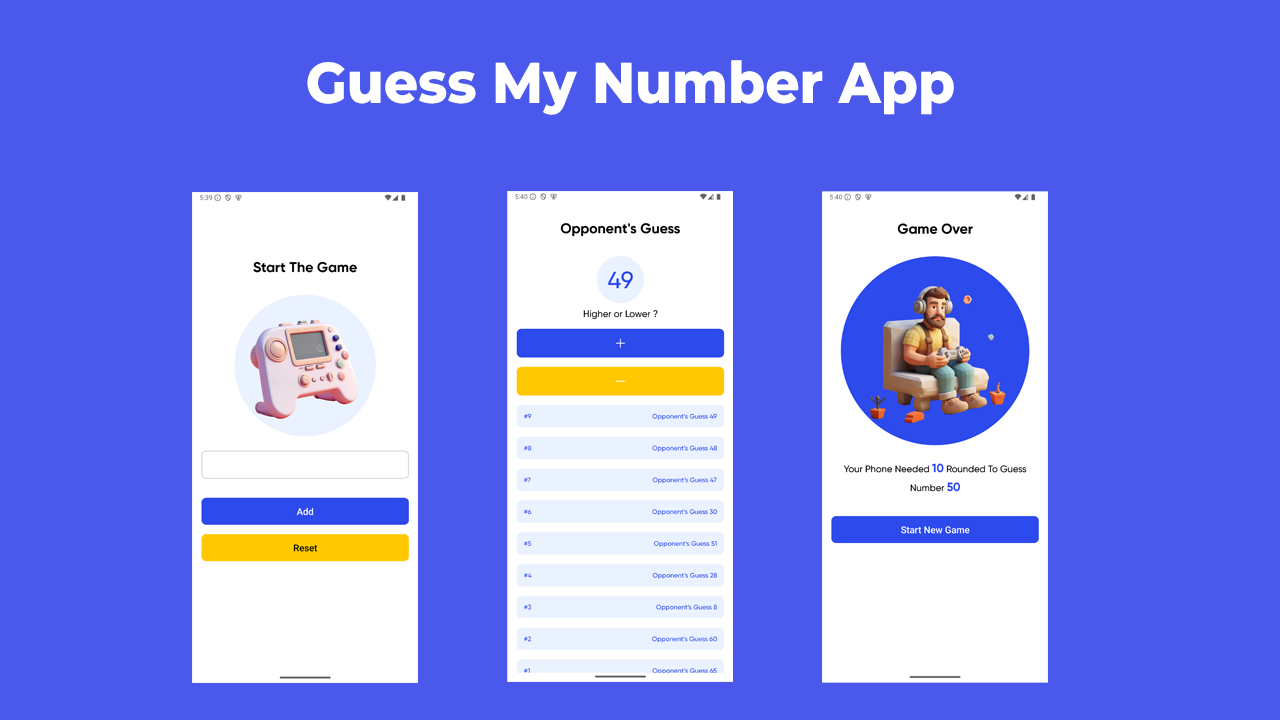 Guess My Number App
5:39
Start The Game
Add
Reset
5:40
Opponent's Guess
49
Higher or Lower ?
+
−
#9 Opponent's Guess 49
#8 Opponent's Guess 48
#7 Opponent's Guess 47
#6 Opponent's Guess 30
#5 Opponent's Guess 51
#4 Opponent's Guess 28
#3 Opponent's Guess 8
#2 Opponent's Guess 60
#1 Opponent's Guess 65
5:40
Game Over
Your Phone Needed 10 Rounded To Guess
Number 50
Start New Game